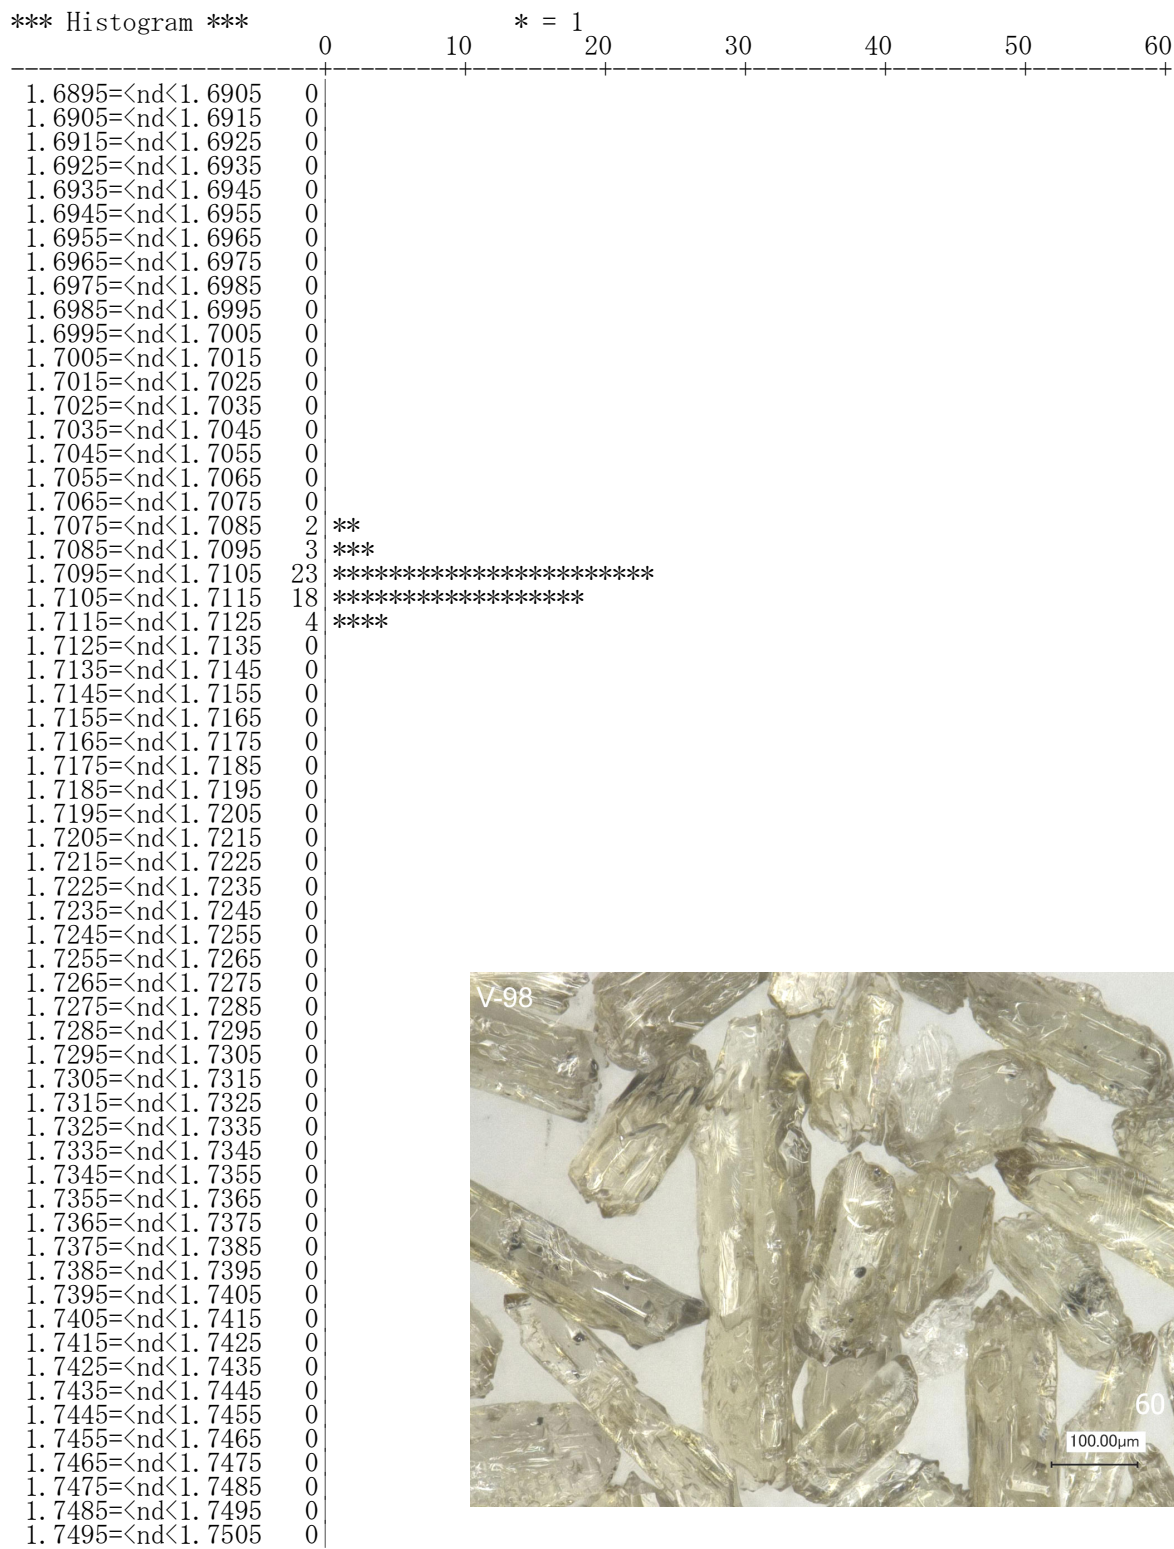 *** Histogram *** * = 1
0 10 20 30 40 50 60
1.6895=<nd<1.6905 0
1.6905=<nd<1.6915 0
1.6915=<nd<1.6925 0
1.6925=<nd<1.6935 0
1.6935=<nd<1.6945 0
1.6945=<nd<1.6955 0
1.6955=<nd<1.6965 0
1.6965=<nd<1.6975 0
1.6975=<nd<1.6985 0
1.6985=<nd<1.6995 0
1.6995=<nd<1.7005 0
1.7005=<nd<1.7015 0
1.7015=<nd<1.7025 0
1.7025=<nd<1.7035 0
1.7035=<nd<1.7045 0
1.7045=<nd<1.7055 0
1.7055=<nd<1.7065 0
1.7065=<nd<1.7075 0
1.7075=<nd<1.7085 2 **
1.7085=<nd<1.7095 3 ***
1.7095=<nd<1.7105 23 ***********************
1.7105=<nd<1.7115 18 ******************
1.7115=<nd<1.7125 4 ****
1.7125=<nd<1.7135 0
1.7135=<nd<1.7145 0
1.7145=<nd<1.7155 0
1.7155=<nd<1.7165 0
1.7165=<nd<1.7175 0
1.7175=<nd<1.7185 0
1.7185=<nd<1.7195 0
1.7195=<nd<1.7205 0
1.7205=<nd<1.7215 0
1.7215=<nd<1.7225 0
1.7225=<nd<1.7235 0
1.7235=<nd<1.7245 0
1.7245=<nd<1.7255 0
1.7255=<nd<1.7265 0
1.7265=<nd<1.7275 0
1.7275=<nd<1.7285 0
1.7285=<nd<1.7295 0
1.7295=<nd<1.7305 0
1.7305=<nd<1.7315 0
1.7315=<nd<1.7325 0
1.7325=<nd<1.7335 0
1.7335=<nd<1.7345 0
1.7345=<nd<1.7355 0
1.7355=<nd<1.7365 0
1.7365=<nd<1.7375 0
1.7375=<nd<1.7385 0
1.7385=<nd<1.7395 0
1.7395=<nd<1.7405 0
1.7405=<nd<1.7415 0
1.7415=<nd<1.7425 0
1.7425=<nd<1.7435 0
1.7435=<nd<1.7445 0
1.7445=<nd<1.7455 0
1.7455=<nd<1.7465 0
1.7465=<nd<1.7475 0
1.7475=<nd<1.7485 0
1.7485=<nd<1.7495 0
1.7495=<nd<1.7505 0
V-98
60
100.00μm